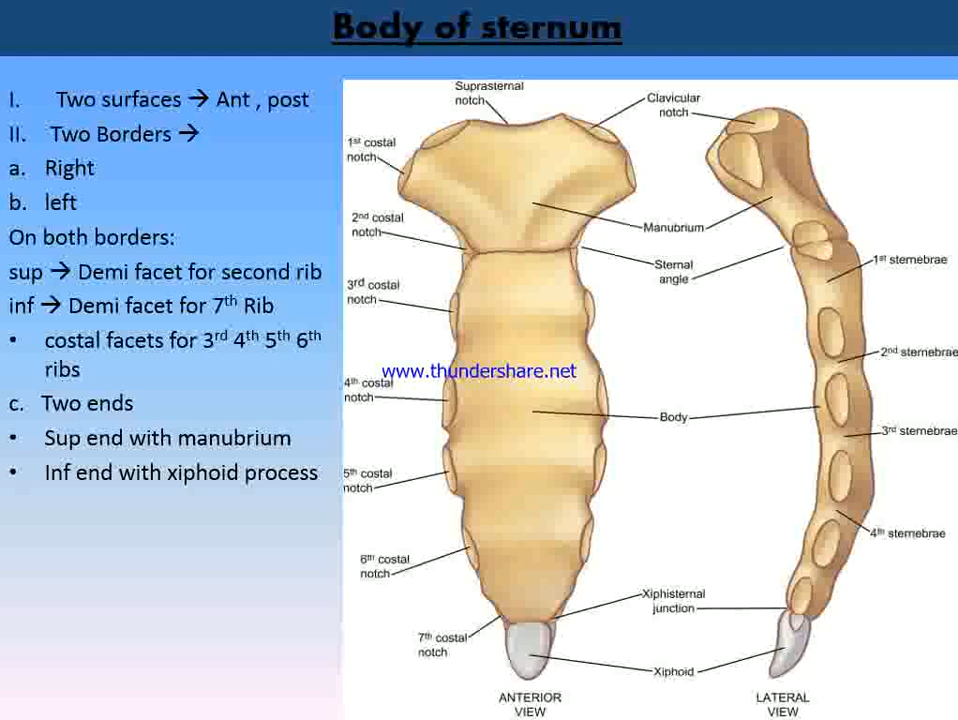 Body of sternum
I. Two surfaces → Ant , post
II. Two Borders →
a. Right
b. left
On both borders:
sup → Demi facet for second rib
inf → Demi facet for 7th Rib
• costal facets for 3rd 4th 5th 6th
ribs
c. Two ends
• Sup end with manubrium
• Inf end with xiphoid process
Suprasternal
notch
Clavicular
notch
1st costal
notch
2nd costal
notch
Manubrium
Sternal
angle
1st sternebrae
3rd costal
notch
2nd sternebrae
www.thundershare.net
4th costal
notch
Body
3rd sternebrae
5th costal
notch
4th sternebrae
6th costal
notch
Xiphisternal
junction
7th costal
notch
Xiphoid
ANTERIOR
VIEW
LATERAL
VIEW